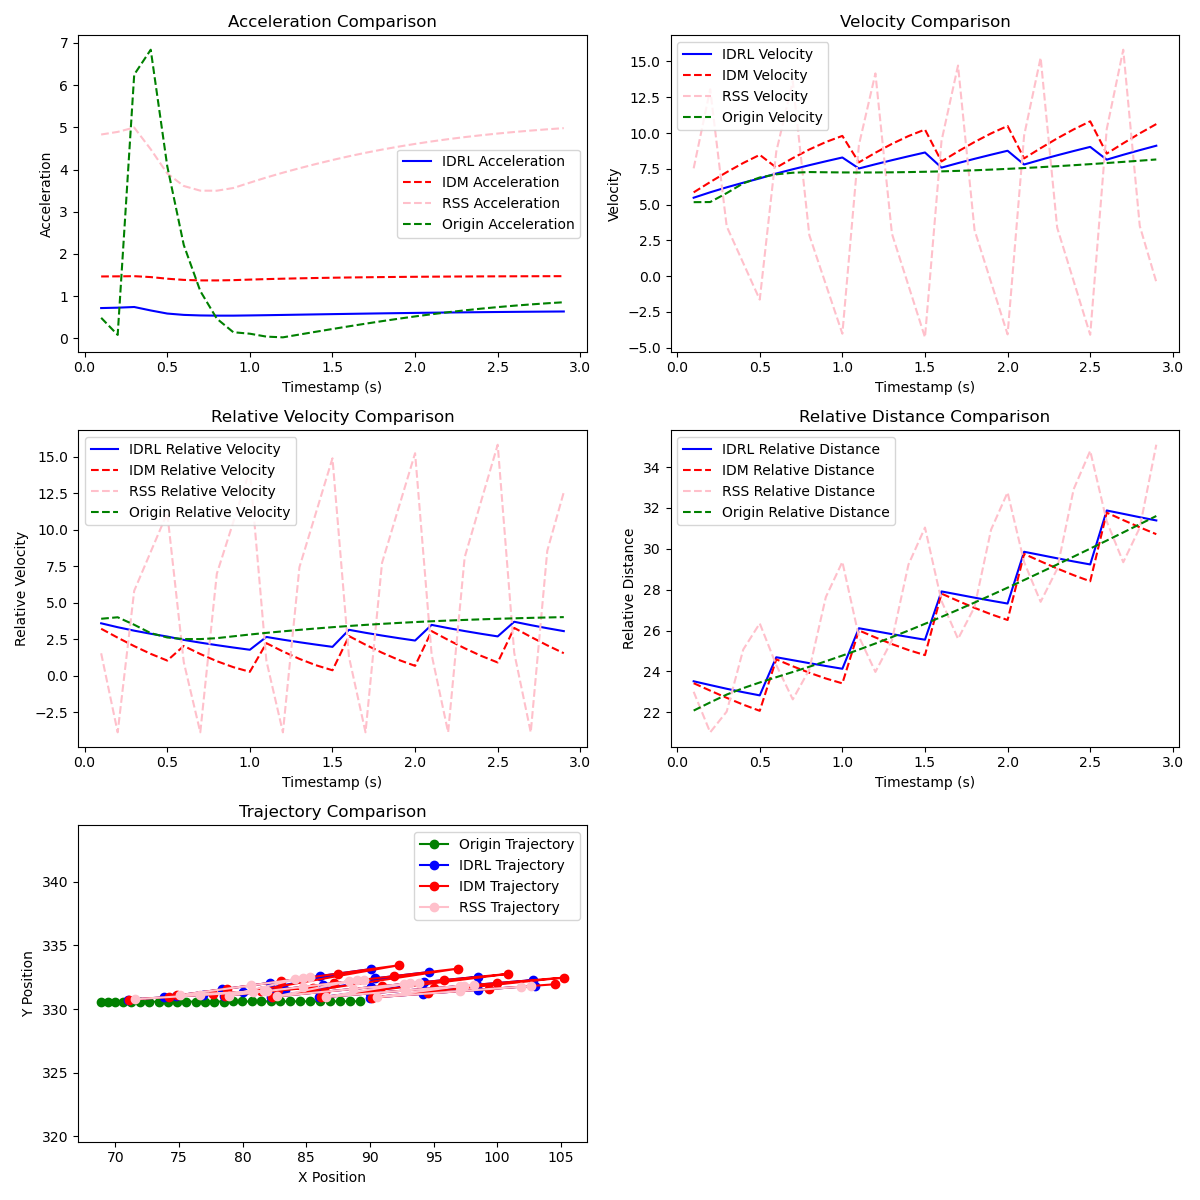 Acceleration Comparison
7
6
5
4
3
2
1
0
Acceleration
IDRL Acceleration
IDM Acceleration
RSS Acceleration
Origin Acceleration
0.0 0.5 1.0 1.5 2.0 2.5 3.0
Timestamp (s)
Velocity Comparison
15.0
12.5
10.0
7.5
5.0
2.5
0.0
−2.5
−5.0
Velocity
IDRL Velocity
IDM Velocity
RSS Velocity
Origin Velocity
0.0 0.5 1.0 1.5 2.0 2.5 3.0
Timestamp (s)
Relative Velocity Comparison
15.0
12.5
10.0
7.5
5.0
2.5
0.0
−2.5
Relative Velocity
IDRL Relative Velocity
IDM Relative Velocity
RSS Relative Velocity
Origin Relative Velocity
0.0 0.5 1.0 1.5 2.0 2.5 3.0
Timestamp (s)
Relative Distance Comparison
34
32
30
28
26
24
22
Relative Distance
IDRL Relative Distance
IDM Relative Distance
RSS Relative Distance
Origin Relative Distance
0.0 0.5 1.0 1.5 2.0 2.5 3.0
Timestamp (s)
Trajectory Comparison
340
335
330
325
320
Y Position
Origin Trajectory
IDRL Trajectory
IDM Trajectory
RSS Trajectory
70 75 80 85 90 95 100 105
X Position